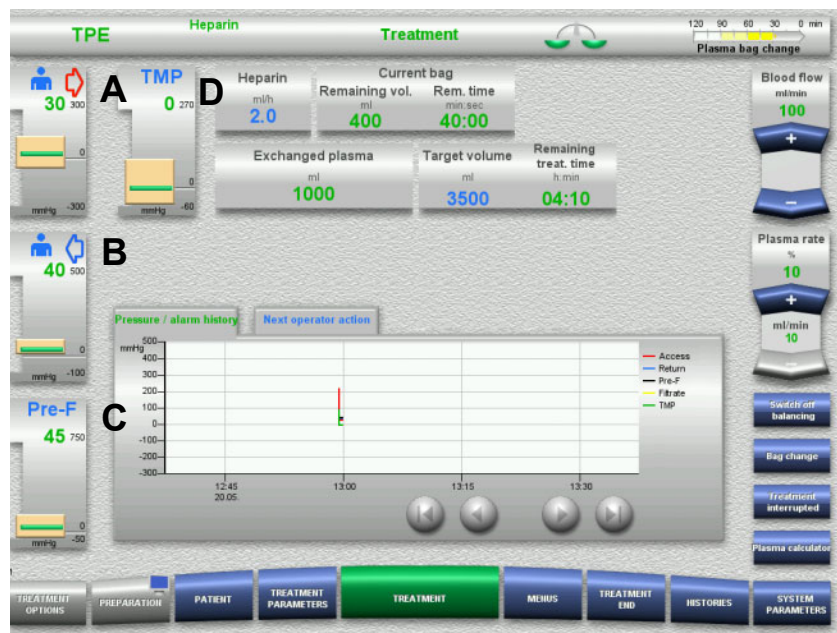 TPE
Heparin
Treatment
120 90 60 30 0 min
Plasma bag change
30 300
0
mmHg -300
A
TMP
0 270
0
mmHg -60
D
Heparin
ml/h
2.0
Current bag
Remaining vol. Rem. time
ml min:sec
400 40:00
Exchanged plasma
ml
1000
Target volume
ml
3500
Remaining
treat. time
h:min
04:10
Blood flow
ml/min
100
+
–
40 500
0
mmHg -100
B
Plasma rate
%
10
+
ml/min
10
–
Pre-F
45 750
0
mmHg -50
C
Pressure / alarm history
Next operator action
mmHg
500
400
300
200
100
0
-100
-200
-300
12:45 13:00 13:15 13:30
20.05.
Access
Return
Pre-F
Filtrate
TMP
Switch off
balancing
Bag change
Treatment
interrupted
Plasma calculator
TREATMENT
OPTIONS
PREPARATION
PATIENT
TREATMENT
PARAMETERS
TREATMENT
MENUS
TREATMENT
END
HISTORIES
SYSTEM
PARAMETERS